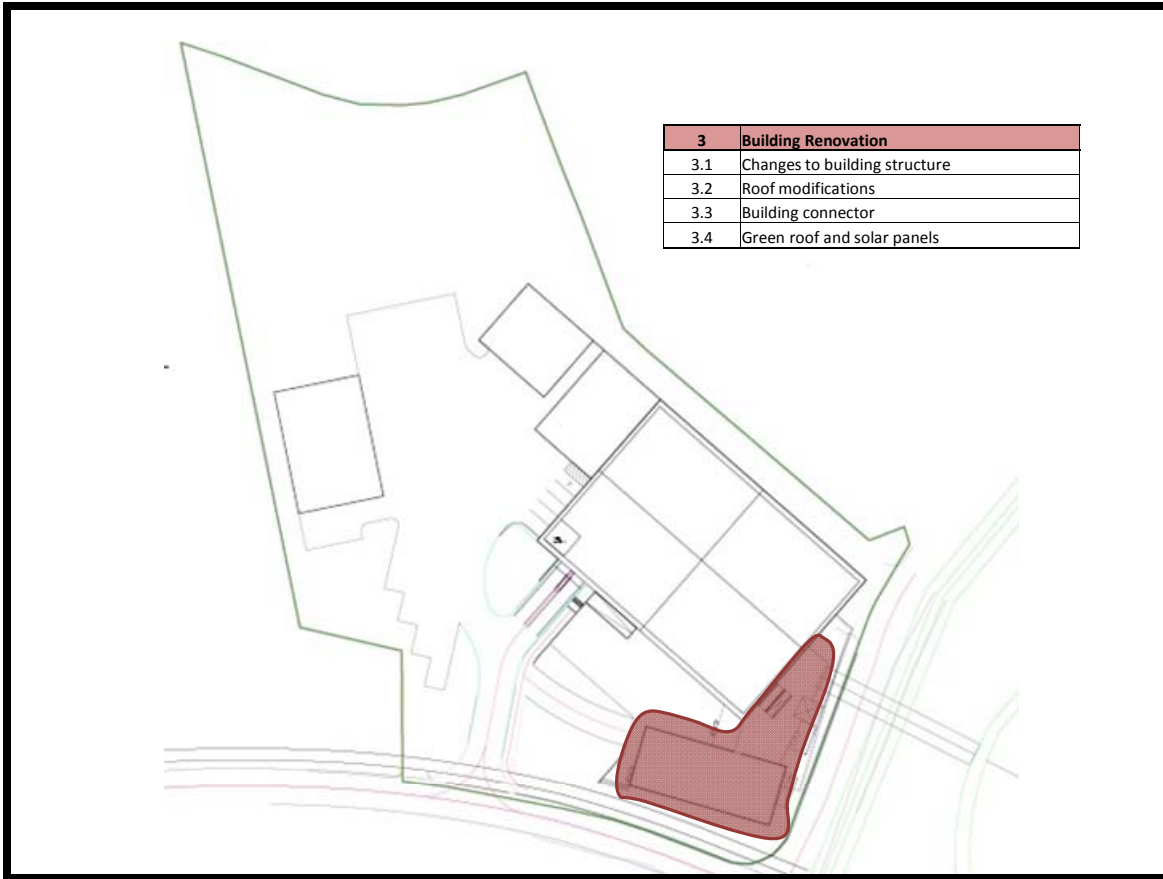 3 Building Renovation
3.1 Changes to building structure
3.2 Roof modifications
3.3 Building connector
3.4 Green roof and solar panels